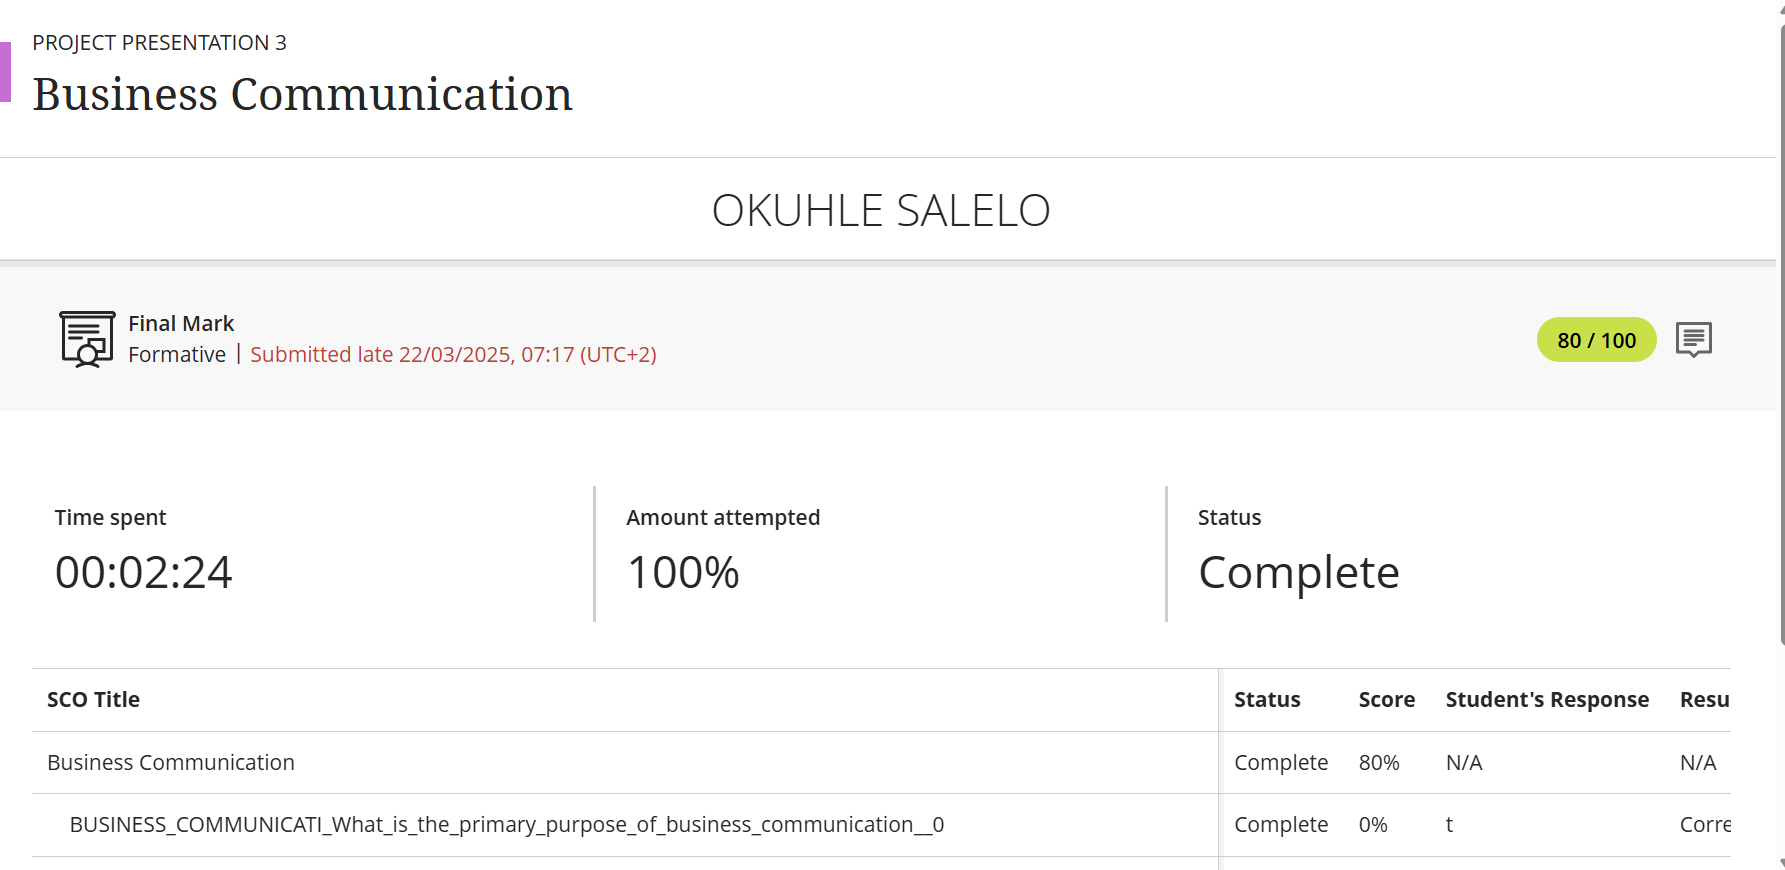 PROJECT PRESENTATION 3
Business Communication
OKUHLE SALELO
Final Mark
Formative | Submitted late 22/03/2025, 07:17 (UTC+2)
80 / 100
Time spent
00:02:24
Amount attempted
100%
Status
Complete
SCO Title Status Score Student's Response Resu
Business Communication Complete 80% N/A N/A
BUSINESS_COMMUNICATI_What_is_the_primary_purpose_of_business_communication__0 Complete 0% t Corre